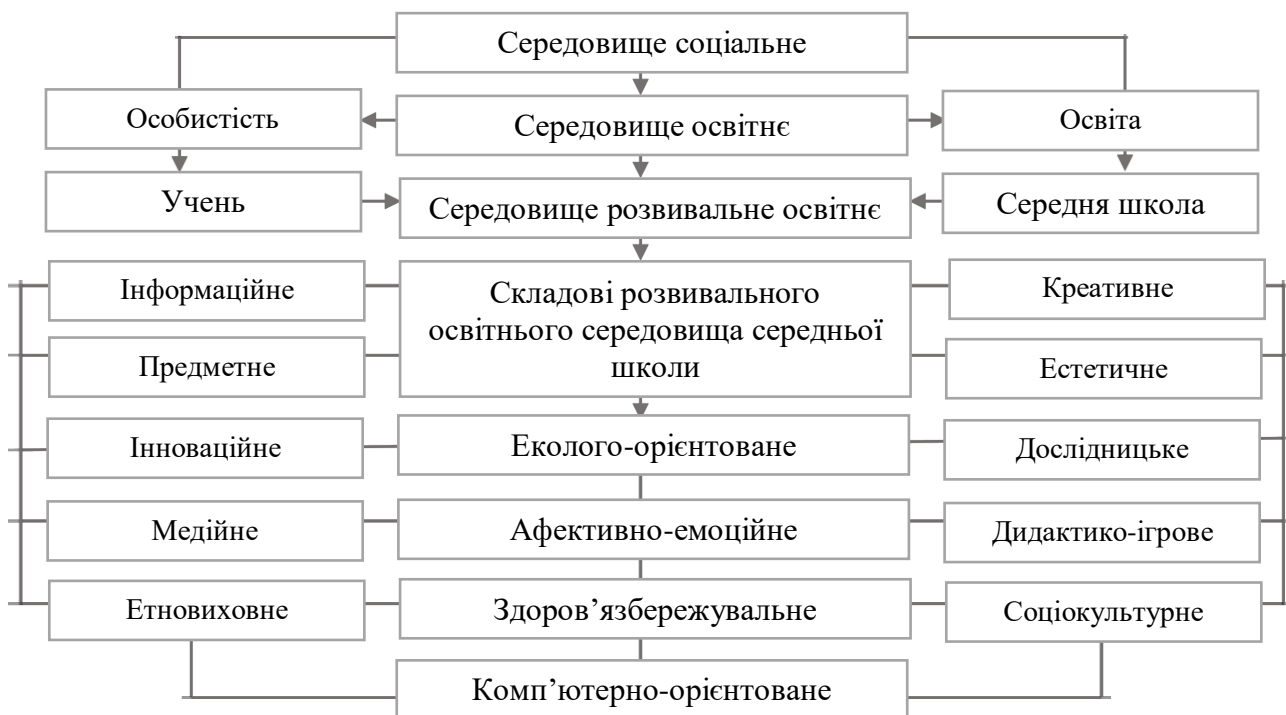 Середовище соціальне
Особистість
Середовище освітнє
Освіта
Учень
Середовище розвивальне освітнє
Середня школа
Інформаційне
Складові розвивального
освітнього середовища середньої
школи
Креативне
Предметне
Естетичне
Інноваційне
Еколого-орієнтоване
Дослідницьке
Медійне
Афективно-емоційне
Дидактико-ігрове
Етновиховне
Здоров’язбережувальне
Соціокультурне
Комп’ютерно-орієнтоване